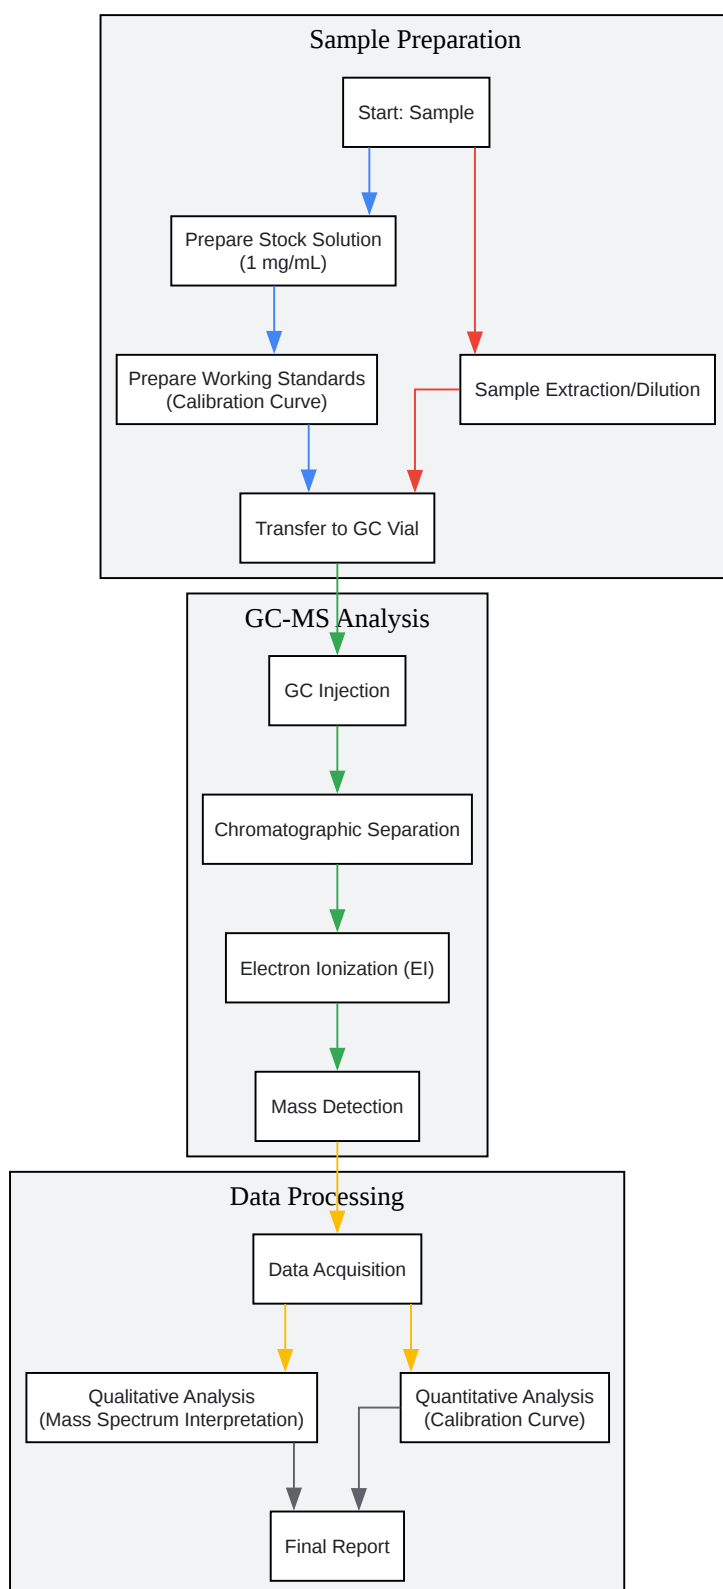 Sample Preparation
Start: Sample
Prepare Stock Solution
(1 mg/mL)
Prepare Working Standards
(Calibration Curve)
Sample Extraction/Dilution
Transfer to GC Vial
GC-MS Analysis
GC Injection
Chromatographic Separation
Electron Ionization (EI)
Mass Detection
Data Processing
Data Acquisition
Qualitative Analysis
(Mass Spectrum Interpretation)
Quantitative Analysis
(Calibration Curve)
Final Report